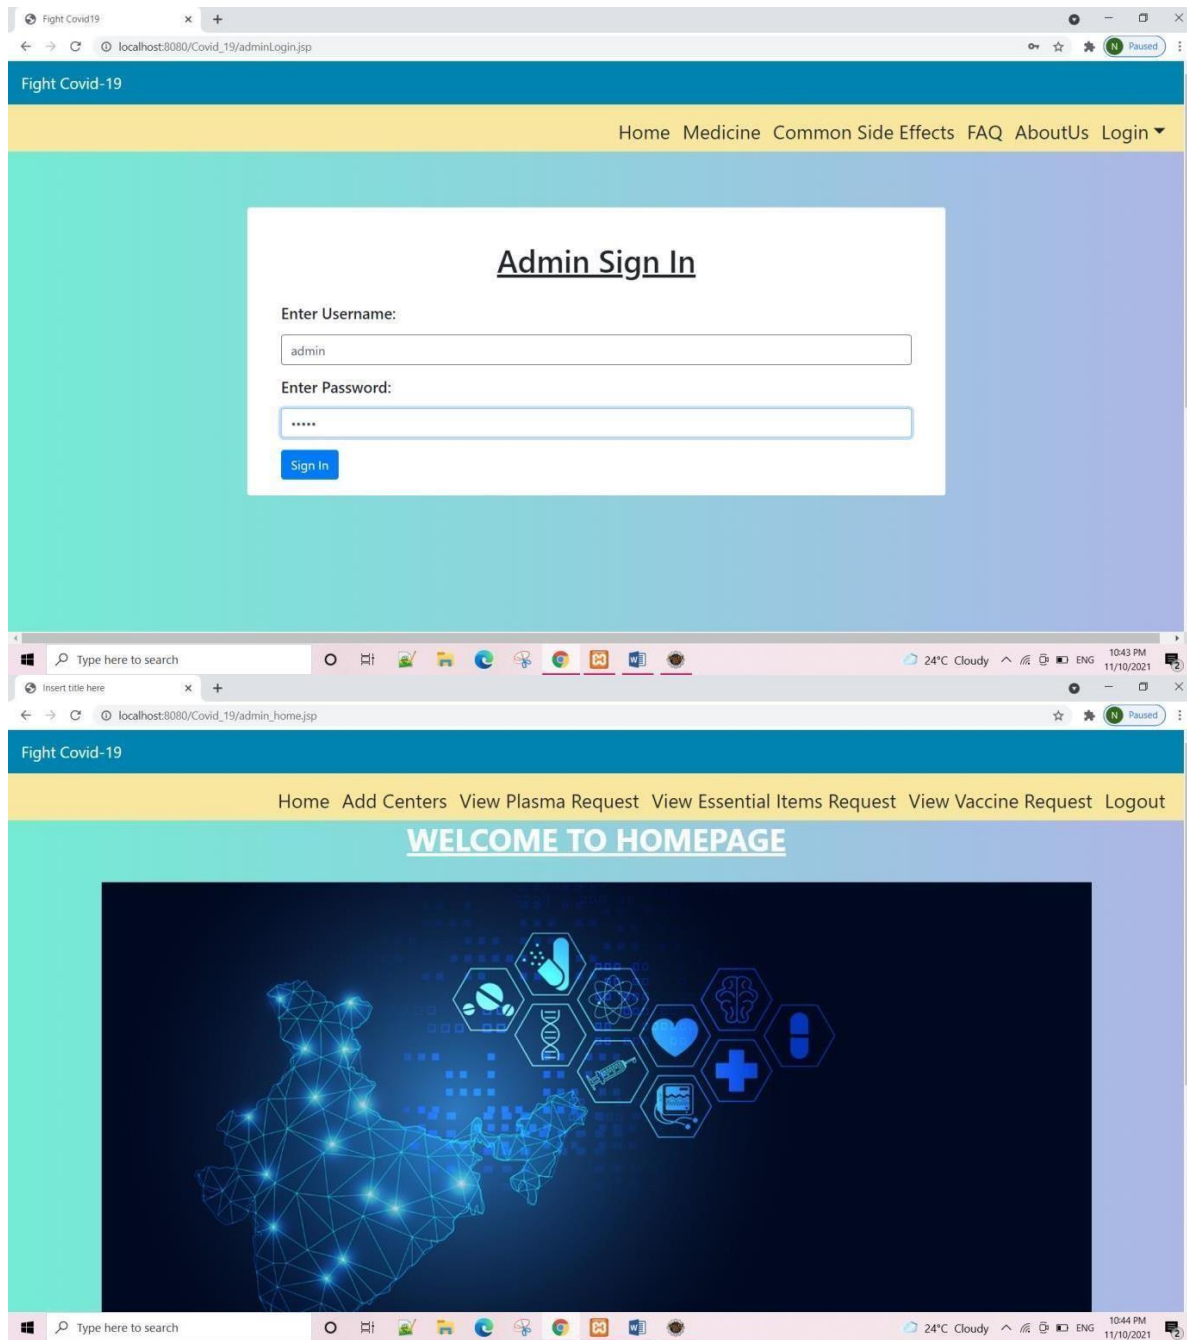 Fight Covid19
localhost:8080/Covid_19/adminLogin.jsp
N Paused
Fight Covid-19
Home Medicine Common Side Effects FAQ AboutUs Login
Admin Sign In
Enter Username:
admin
Enter Password:
•••••
Sign In
Type here to search
24°C Cloudy ENG 10:43 PM
11/10/2021 2
Insert title here
localhost:8080/Covid_19/admin_home.jsp
N Paused
Fight Covid-19
Home Add Centers View Plasma Request View Essential Items Request View Vaccine Request Logout
WELCOME TO HOMEPAGE
Type here to search
24°C Cloudy ENG 10:44 PM
11/10/2021 2